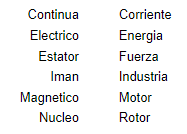 Continua Corriente
Electrico Energia
Estator Fuerza
Iman Industria
Magnetico Motor
Nucleo Rotor